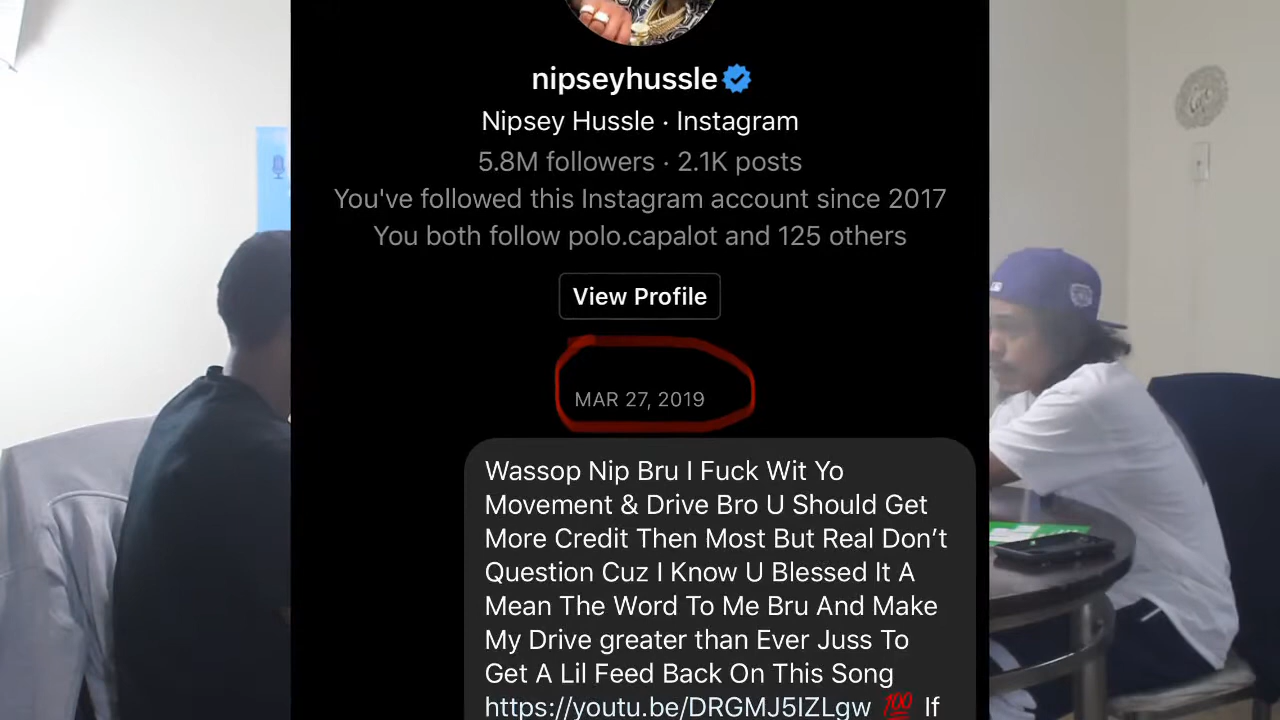 nipseyhussle
Nipsey Hussle · Instagram
5.8M followers · 2.1K posts
You've followed this Instagram account since 2017
You both follow polo.capalot and 125 others
View Profile
MAR 27, 2019
Wassop Nip Bru I Fuck Wit Yo
Movement & Drive Bro U Should Get
More Credit Then Most But Real Don’t
Question Cuz I Know U Blessed It A
Mean The Word To Me Bru And Make
My Drive greater than Ever Juss To
Get A Lil Feed Back On This Song
https://youtu.be/DRGMJ5IZLgw 💯 If